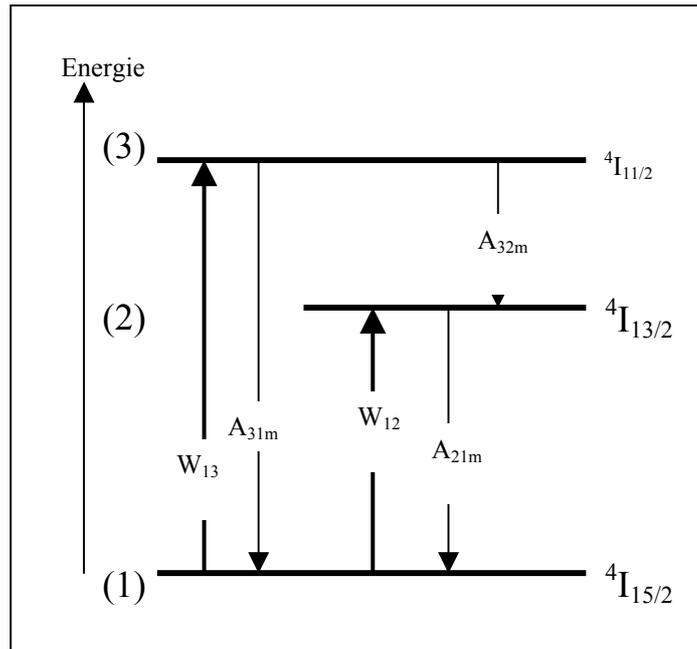 Energie
(3) ⁴I₁₁/₂
A₃₂ₘ
(2) ⁴I₁₃/₂
W₁₂
A₃₁ₘ
A₂₁ₘ
W₁₃
(1) ⁴I₁₅/₂